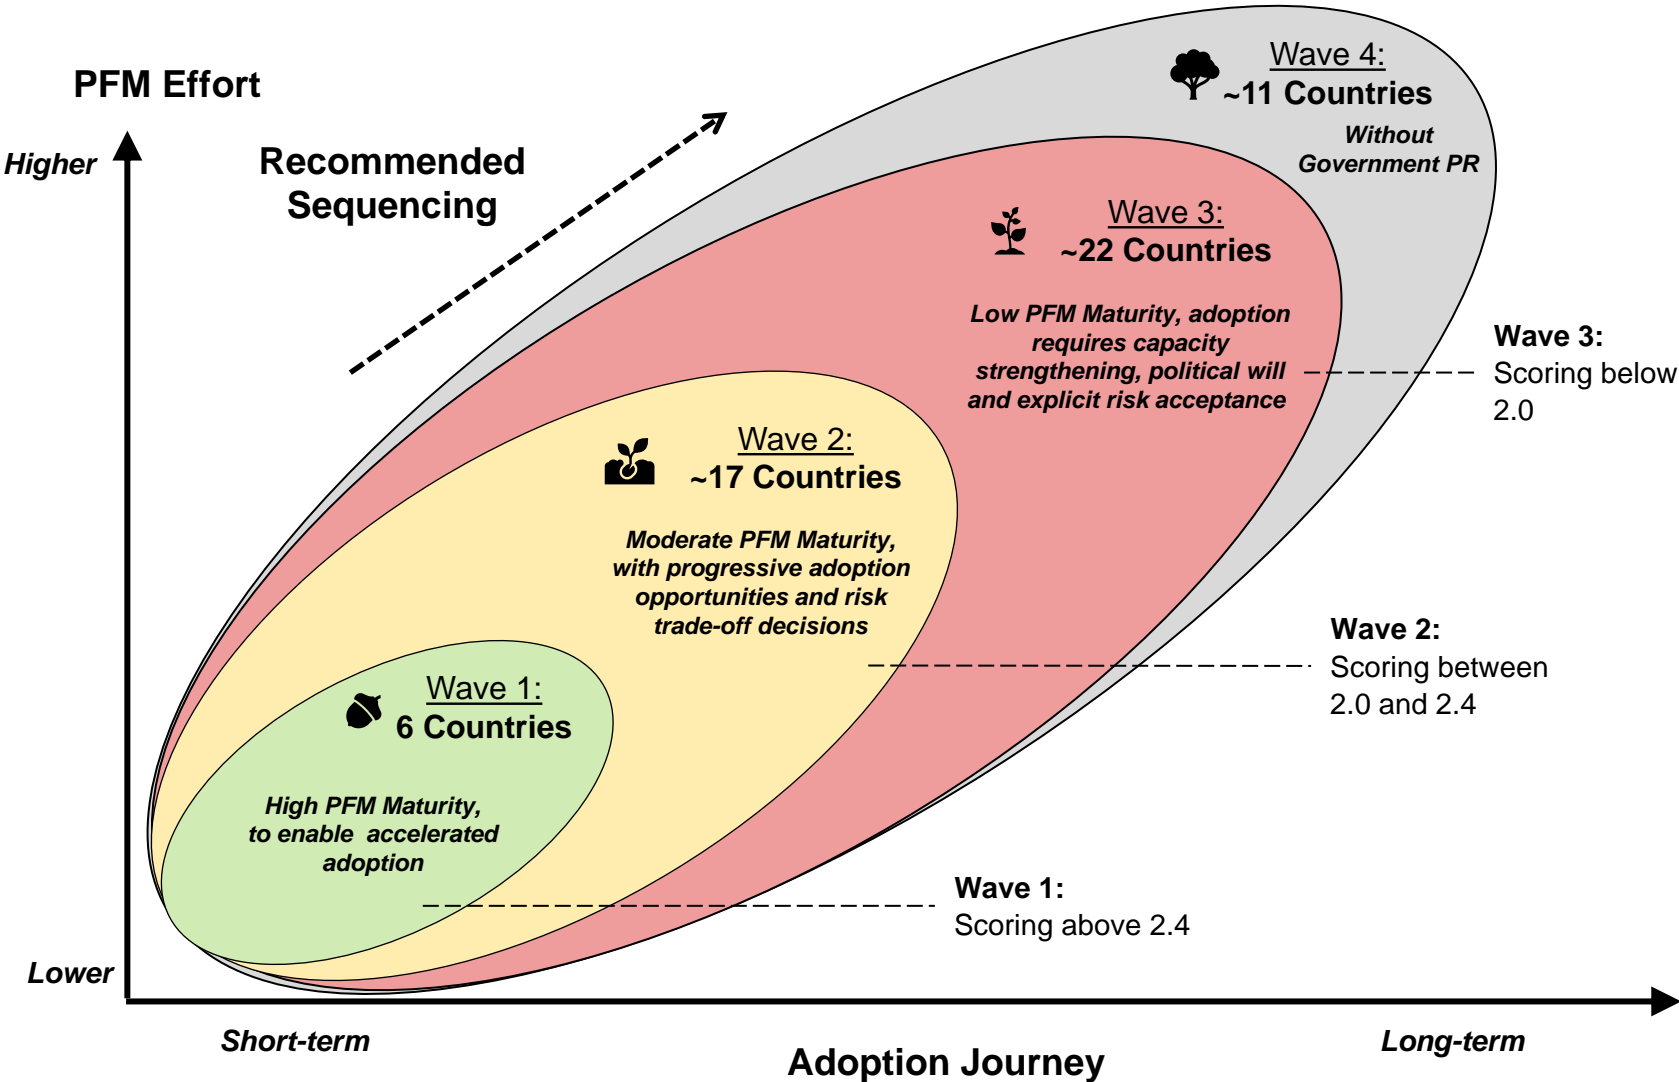 PFM Effort
Higher
Recommended
Sequencing
Wave 4:
~11 Countries
Without
Government PR
Wave 3:
~22 Countries
Low PFM Maturity, adoption
requires capacity
strengthening, political will
and explicit risk acceptance
Wave 3:
Scoring below
2.0
Wave 2:
~17 Countries
Moderate PFM Maturity,
with progressive adoption
opportunities and risk
trade-off decisions
Wave 2:
Scoring between
2.0 and 2.4
Wave 1:
6 Countries
High PFM Maturity,
to enable  accelerated
adoption
Wave 1:
Scoring above 2.4
Lower
Short-term
Adoption Journey
Long-term